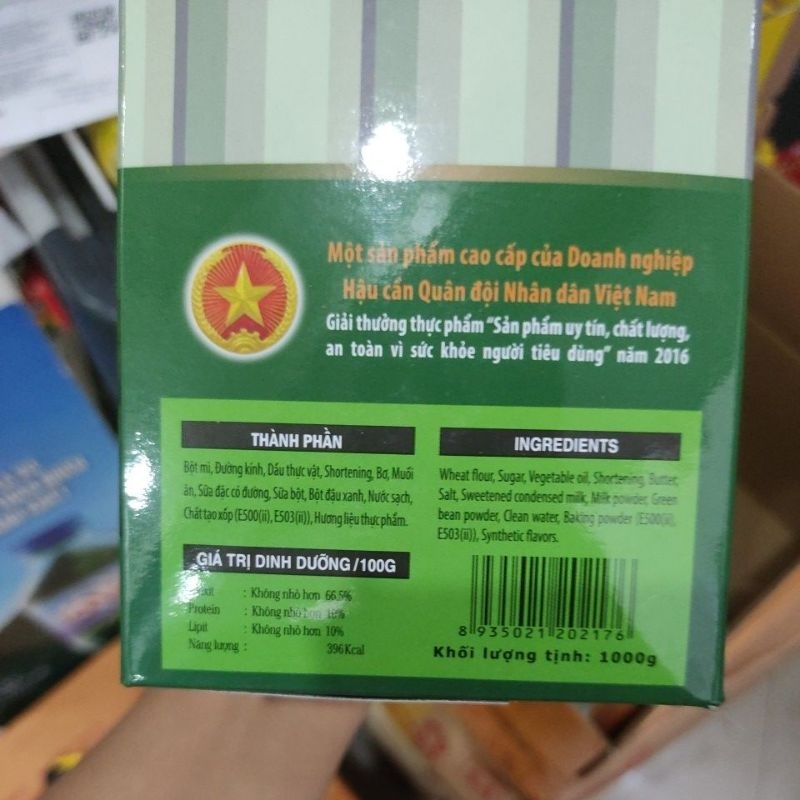 Một sản phẩm cao cấp của Doanh nghiệp
Hậu cần Quân đội Nhân dân Việt Nam
Giải thưởng thực phẩm "Sản phẩm uy tín, chất lượng,
an toàn vì sức khỏe người tiêu dùng" năm 2016
THÀNH PHẦN
Bột mì, Đường kính, Dầu thực vật, Shortening, Bơ, Muối
ăn, Sữa đặc có đường, Sữa bột, Bột đậu xanh, Nước sạch,
Chất tạo xốp (E500(ii), E503(ii)), Hương liệu thực phẩm.
GIÁ TRỊ DINH DƯỠNG /100G
: Không nhỏ hơn 66.5%
Protein : Không nhỏ hơn 10%
Lipit : Không nhỏ hơn 10%
Năng lượng : 396Kcal
INGREDIENTS
Wheat flour, Sugar, Vegetable oil, Shortening, Butter,
Salt, Sweetened condensed milk, Milk powder, Green
bean powder, Clean water, Baking powder (E500(ii),
E503(ii)), Synthetic flavors.
8 935021 202176
Khối lượng tịnh: 1000g